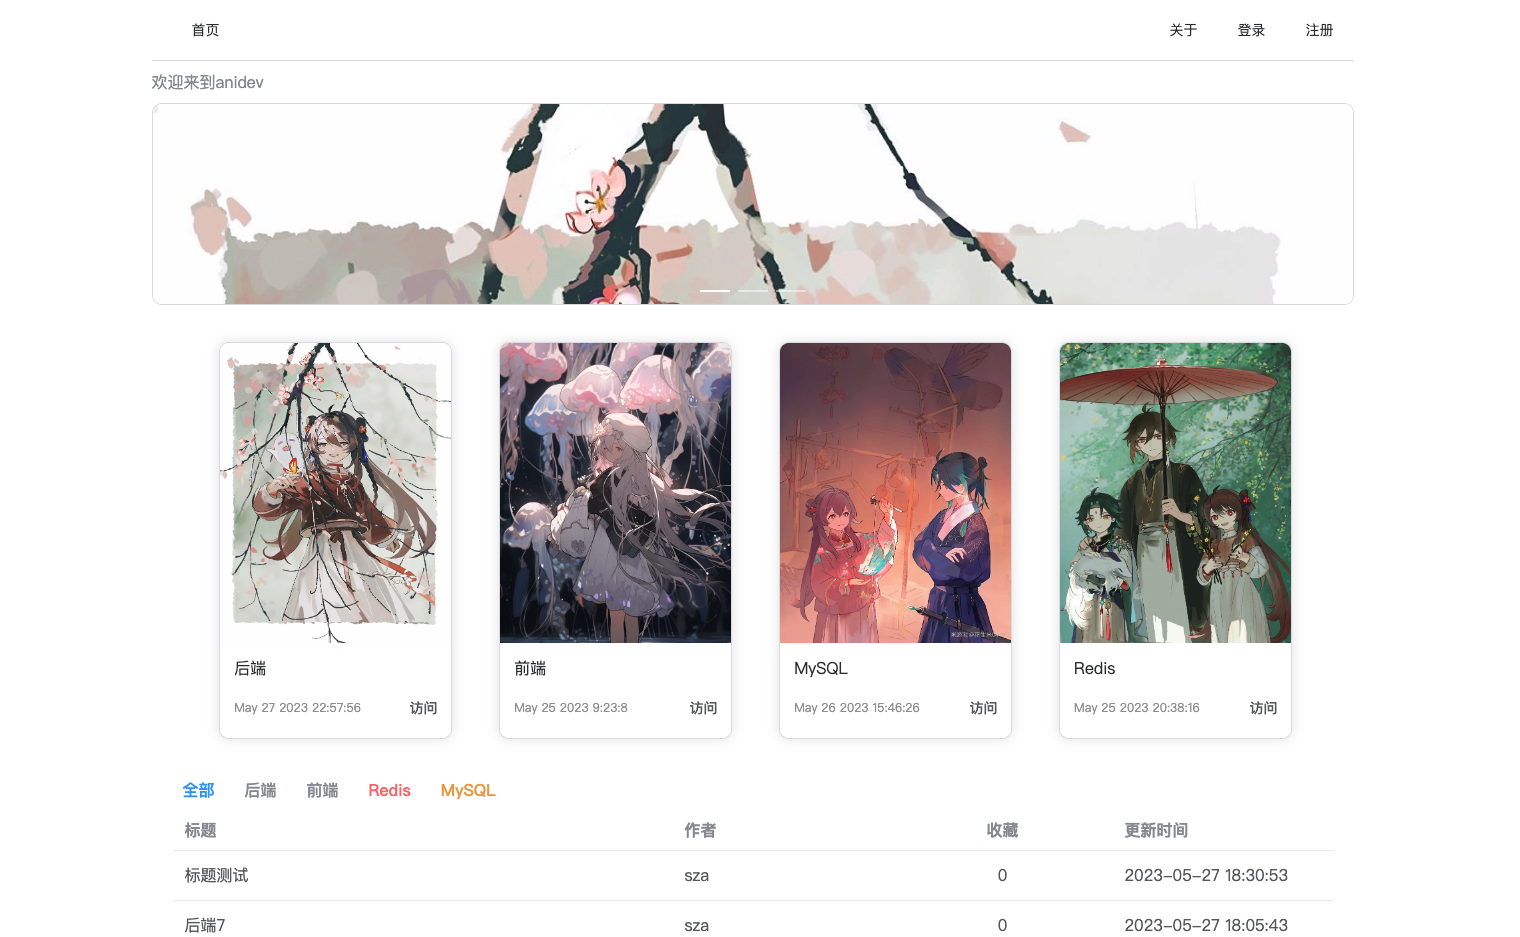 首页 关于 登录 注册
欢迎来到anidev
后端 前端 MySQL Redis
May 27 2023 22:57:56 访问 May 25 2023 9:23:8 访问 May 26 2023 15:46:26 访问 May 25 2023 20:38:16 访问
全部 后端 前端 Redis MySQL
标题 作者 收藏 更新时间
标题测试 sza 0 2023-05-27 18:30:53
后端7 sza 0 2023-05-27 18:05:43